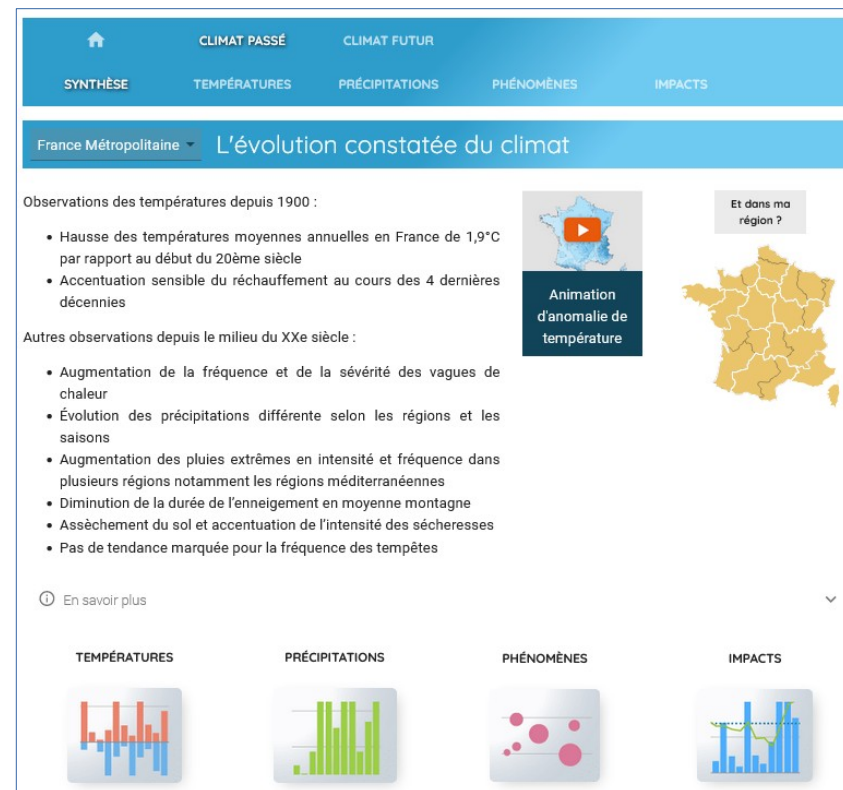 CLIMAT PASSÉ CLIMAT FUTUR
SYNTHÈSE TEMPÉRATURES PRÉCIPITATIONS PHÉNOMÈNES IMPACTS
France Métropolitaine L'évolution constatée du climat
Observations des températures depuis 1900 :
• Hausse des températures moyennes annuelles en France de 1,9°C
par rapport au début du 20ème siècle
• Accentuation sensible du réchauffement au cours des 4 dernières
décennies
Autres observations depuis le milieu du XXe siècle :
• Augmentation de la fréquence et de la sévérité des vagues de
chaleur
• Évolution des précipitations différente selon les régions et les
saisons
• Augmentation des pluies extrêmes en intensité et fréquence dans
plusieurs régions notamment les régions méditerranéennes
• Diminution de la durée de l'enneigement en moyenne montagne
• Assèchement du sol et accentuation de l'intensité des sécheresses
• Pas de tendance marquée pour la fréquence des tempêtes
Animation
d'anomalie de
température
Et dans ma
région ?
En savoir plus
TEMPÉRATURES PRÉCIPITATIONS PHÉNOMÈNES IMPACTS